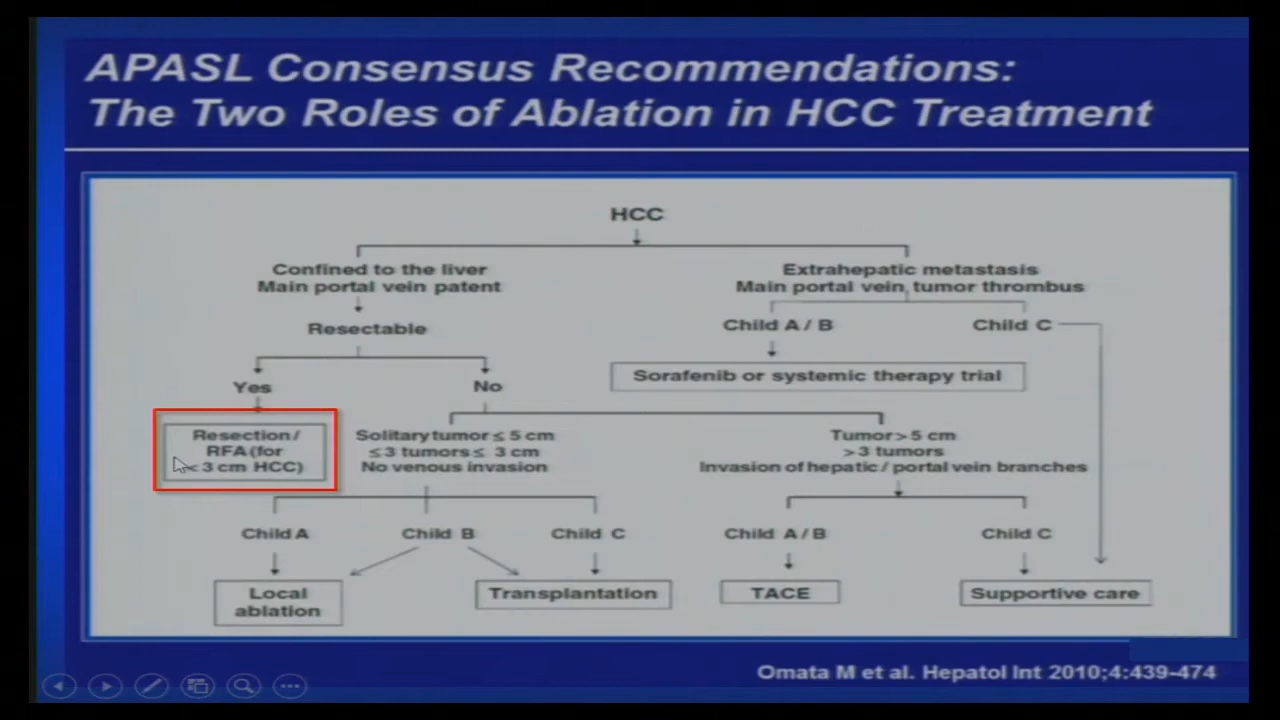 APASL Consensus Recommendations:
The Two Roles of Ablation in HCC Treatment
HCC
Confined to the liver
Main portal vein patent
Extrahepatic metastasis
Main portal vein tumor thrombus
Resectable
Child A / B
Child C
Sorafenib or systemic therapy trial
Yes
No
Resection /
RFA (for
< 3 cm HCC)
Solitary tumor ≤ 5 cm
≤ 3 tumors ≤ 3 cm
No venous invasion
Tumor > 5 cm
> 3 tumors
Invasion of hepatic / portal vein branches
Child A
Child B
Child C
Child A / B
Child C
Local
ablation
Transplantation
TACE
Supportive care
Omata M et al. Hepatol Int 2010;4:439-474